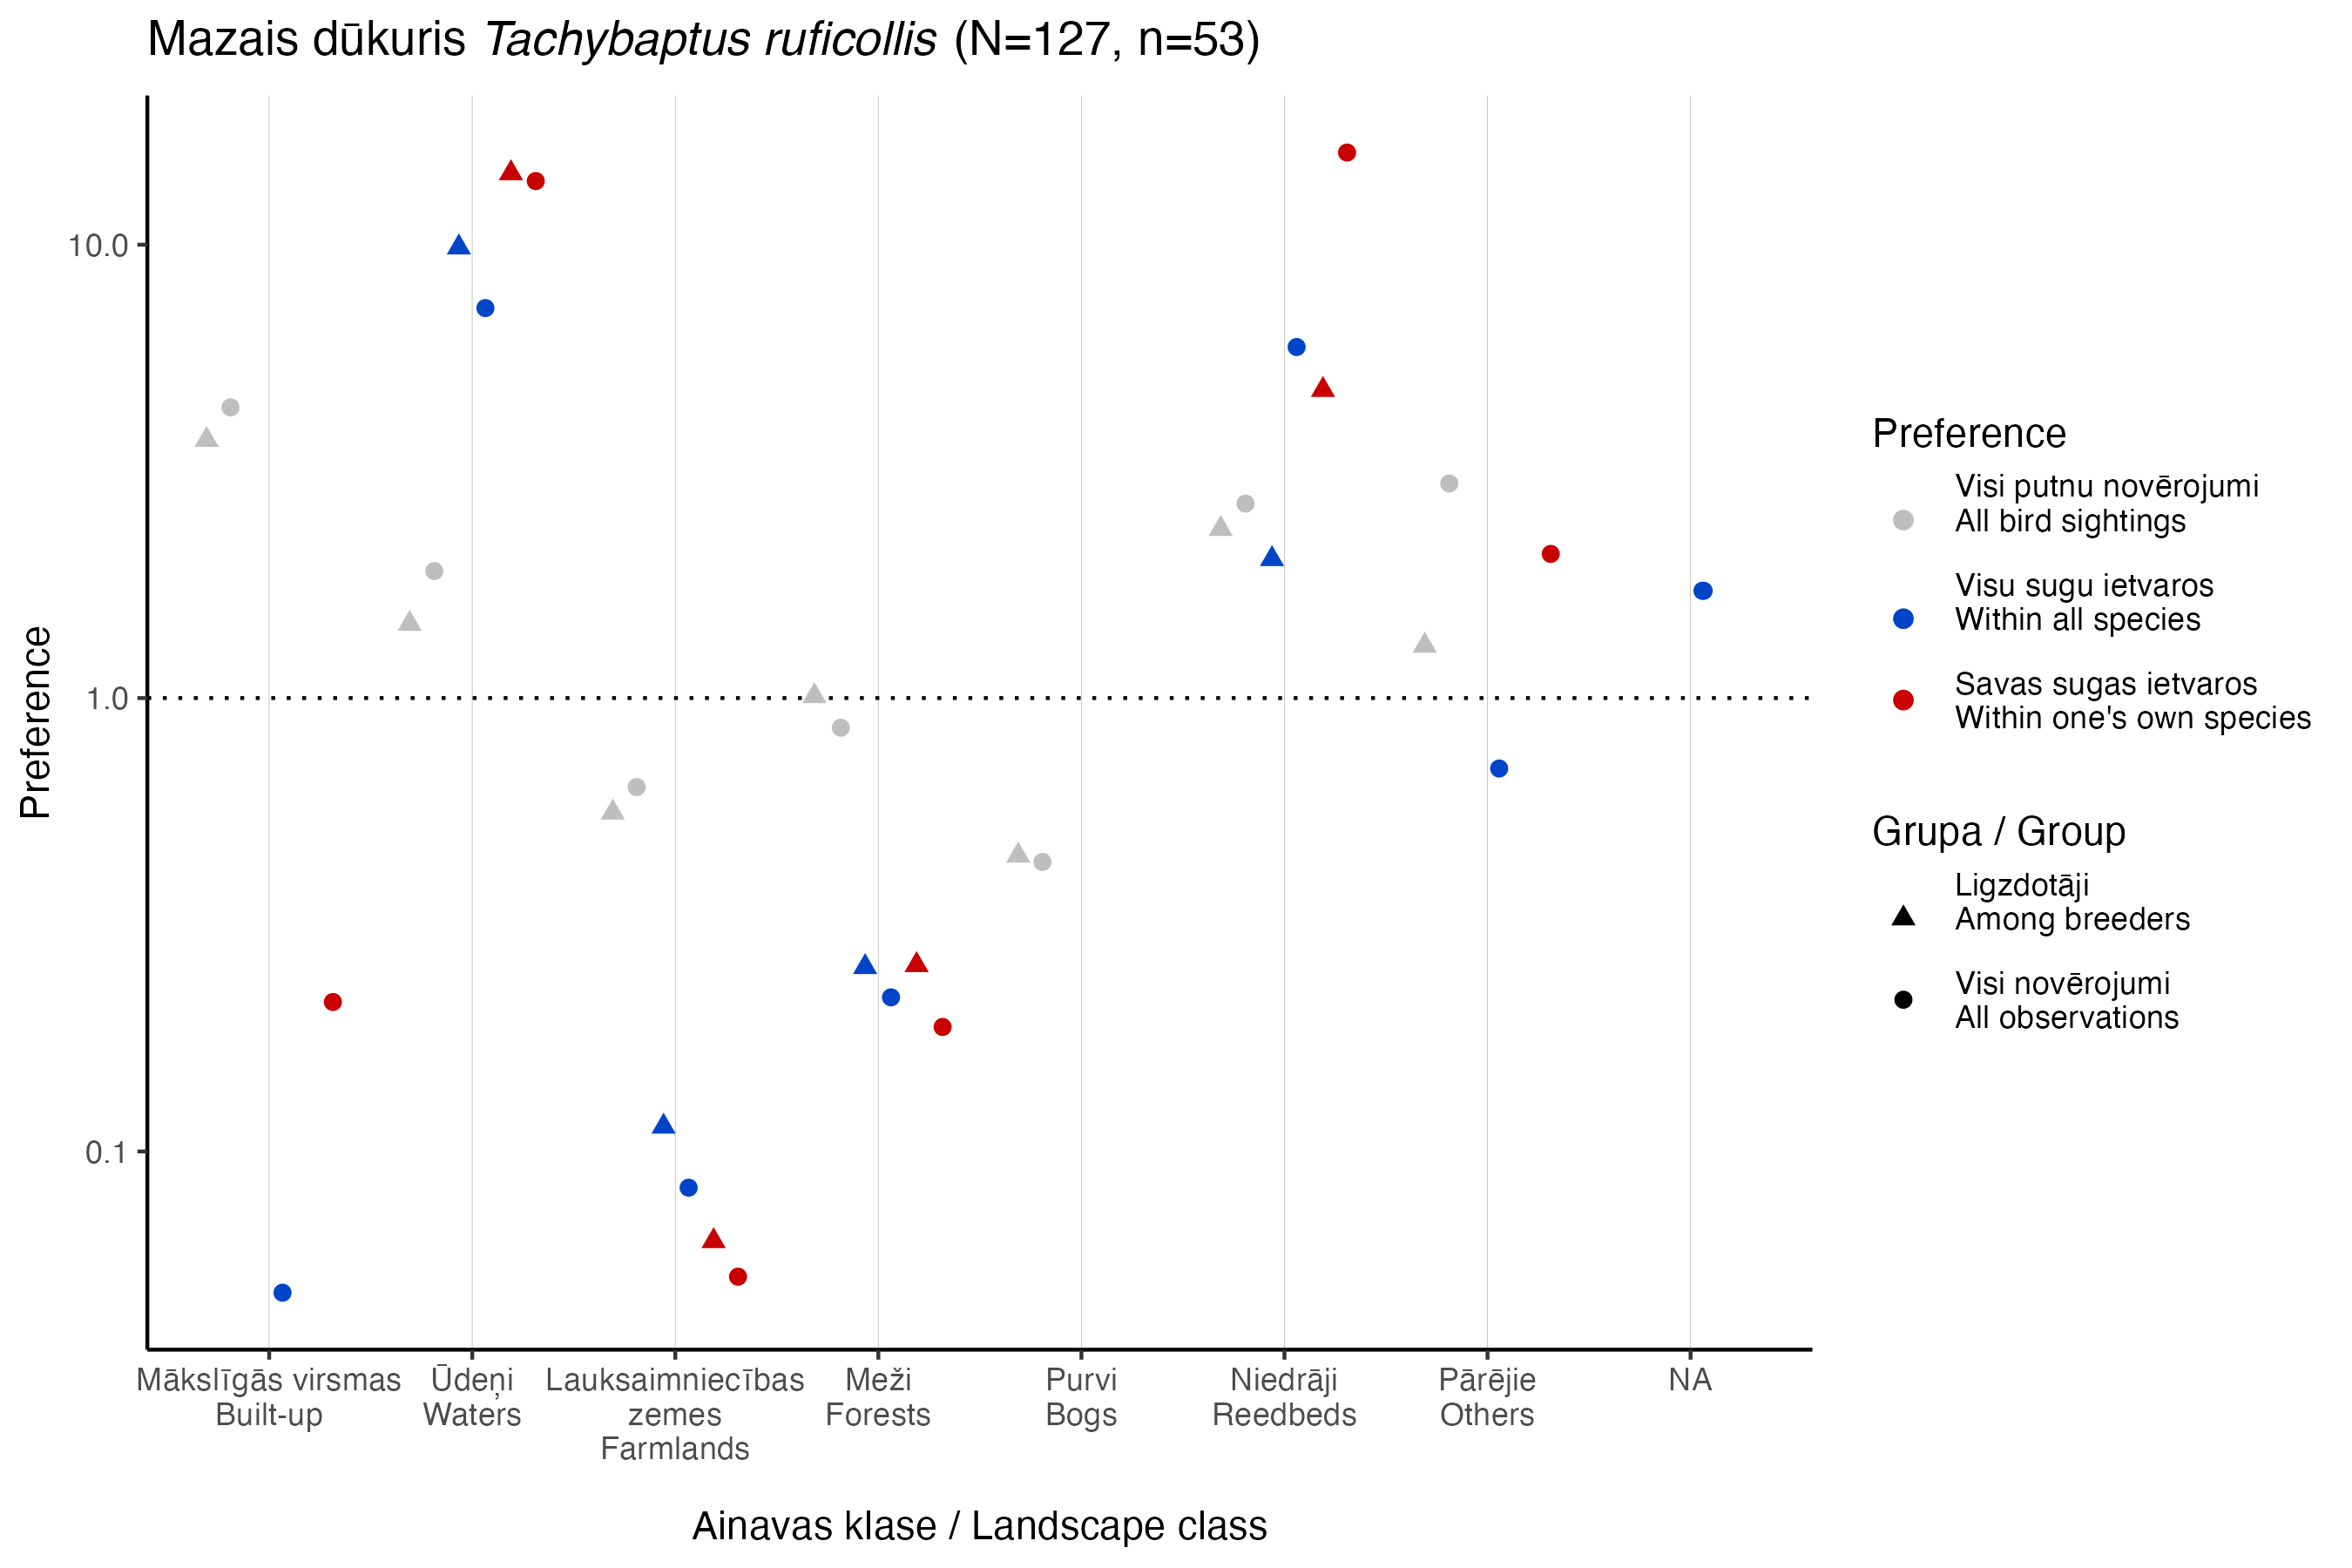 Mazais dūkuris Tachybaptus ruficollis (N=127, n=53)
Preference
10.0
1.0
0.1
Mākslīgās virsmas
Built-up
Ūdeņi
Waters
Lauksaimniecības
zemes
Farmlands
Meži
Forests
Purvi
Bogs
Niedrāji
Reedbeds
Pārējie
Others
NA
Ainavas klase / Landscape class
Preference
Visi putnu novērojumi
All bird sightings
Visu sugu ietvaros
Within all species
Savas sugas ietvaros
Within one's own species
Grupa / Group
Ligzdotāji
Among breeders
Visi novērojumi
All observations